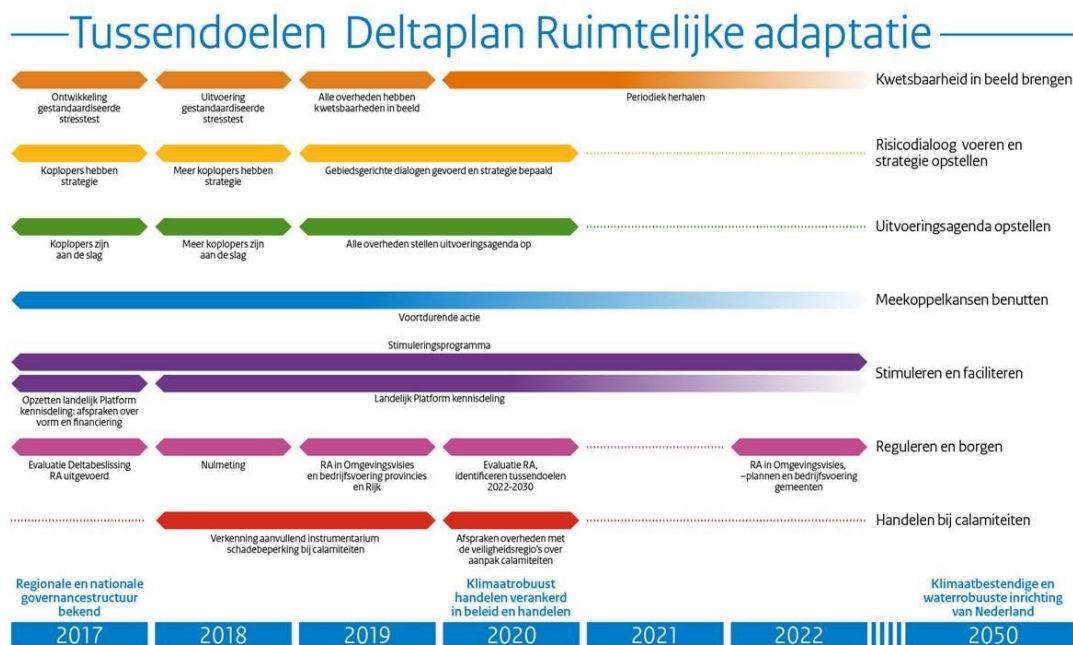 Tussendoelen Deltaplan Ruimtelijke adaptatie
Kwetsbaarheid in beeld brengen
Ontwikkeling
gestandaardiseerde
stresstest
Uitvoering
gestandaardiseerde
stresstest
Alle overheden hebben
kwetsbaarheden in beeld
Periodiek herhalen
Risicodialoog voeren en
strategie opstellen
Koplopers hebben
strategie
Meer koplopers hebben
strategie
Gebiedsgerichte dialogen gevoerd en strategie bepaald
Uitvoeringsagenda opstellen
Koplopers zijn
aan de slag
Meer koplopers zijn
aan de slag
Alle overheden stellen uitvoeringsagenda op
Meekoppelkansen benutten
Voortdurende actie
Stimuleringsprogramma
Stimuleren en faciliteren
Opzetten landelijk Platform
kennisdeling: afspraken over
vorm en financiering
Landelijk Platform kennisdeling
Reguleren en borgen
Evaluatie Deltabeslissing
RA uitgevoerd
Nulmeting
RA in Omgevingsvisies
en bedrijfsvoering provincies
en Rijk
Evaluatie RA,
identificeren tussendoelen
2022-2030
RA in Omgevingsvisies,
–plannen en bedrijfsvoering
gemeenten
Handelen bij calamiteiten
Verkenning aanvullend instrumentarium
schadebeperking bij calamiteiten
Afspraken overheden met
de veiligheidsregio's over
aanpak calamiteiten
Regionale en nationale
governancestructuur
bekend
Klimaatrobuust
handelen verankerd
in beleid en handelen
Klimaatbestendige en
waterrobuuste inrichting
van Nederland
2017
2018
2019
2020
2021
2022
2050